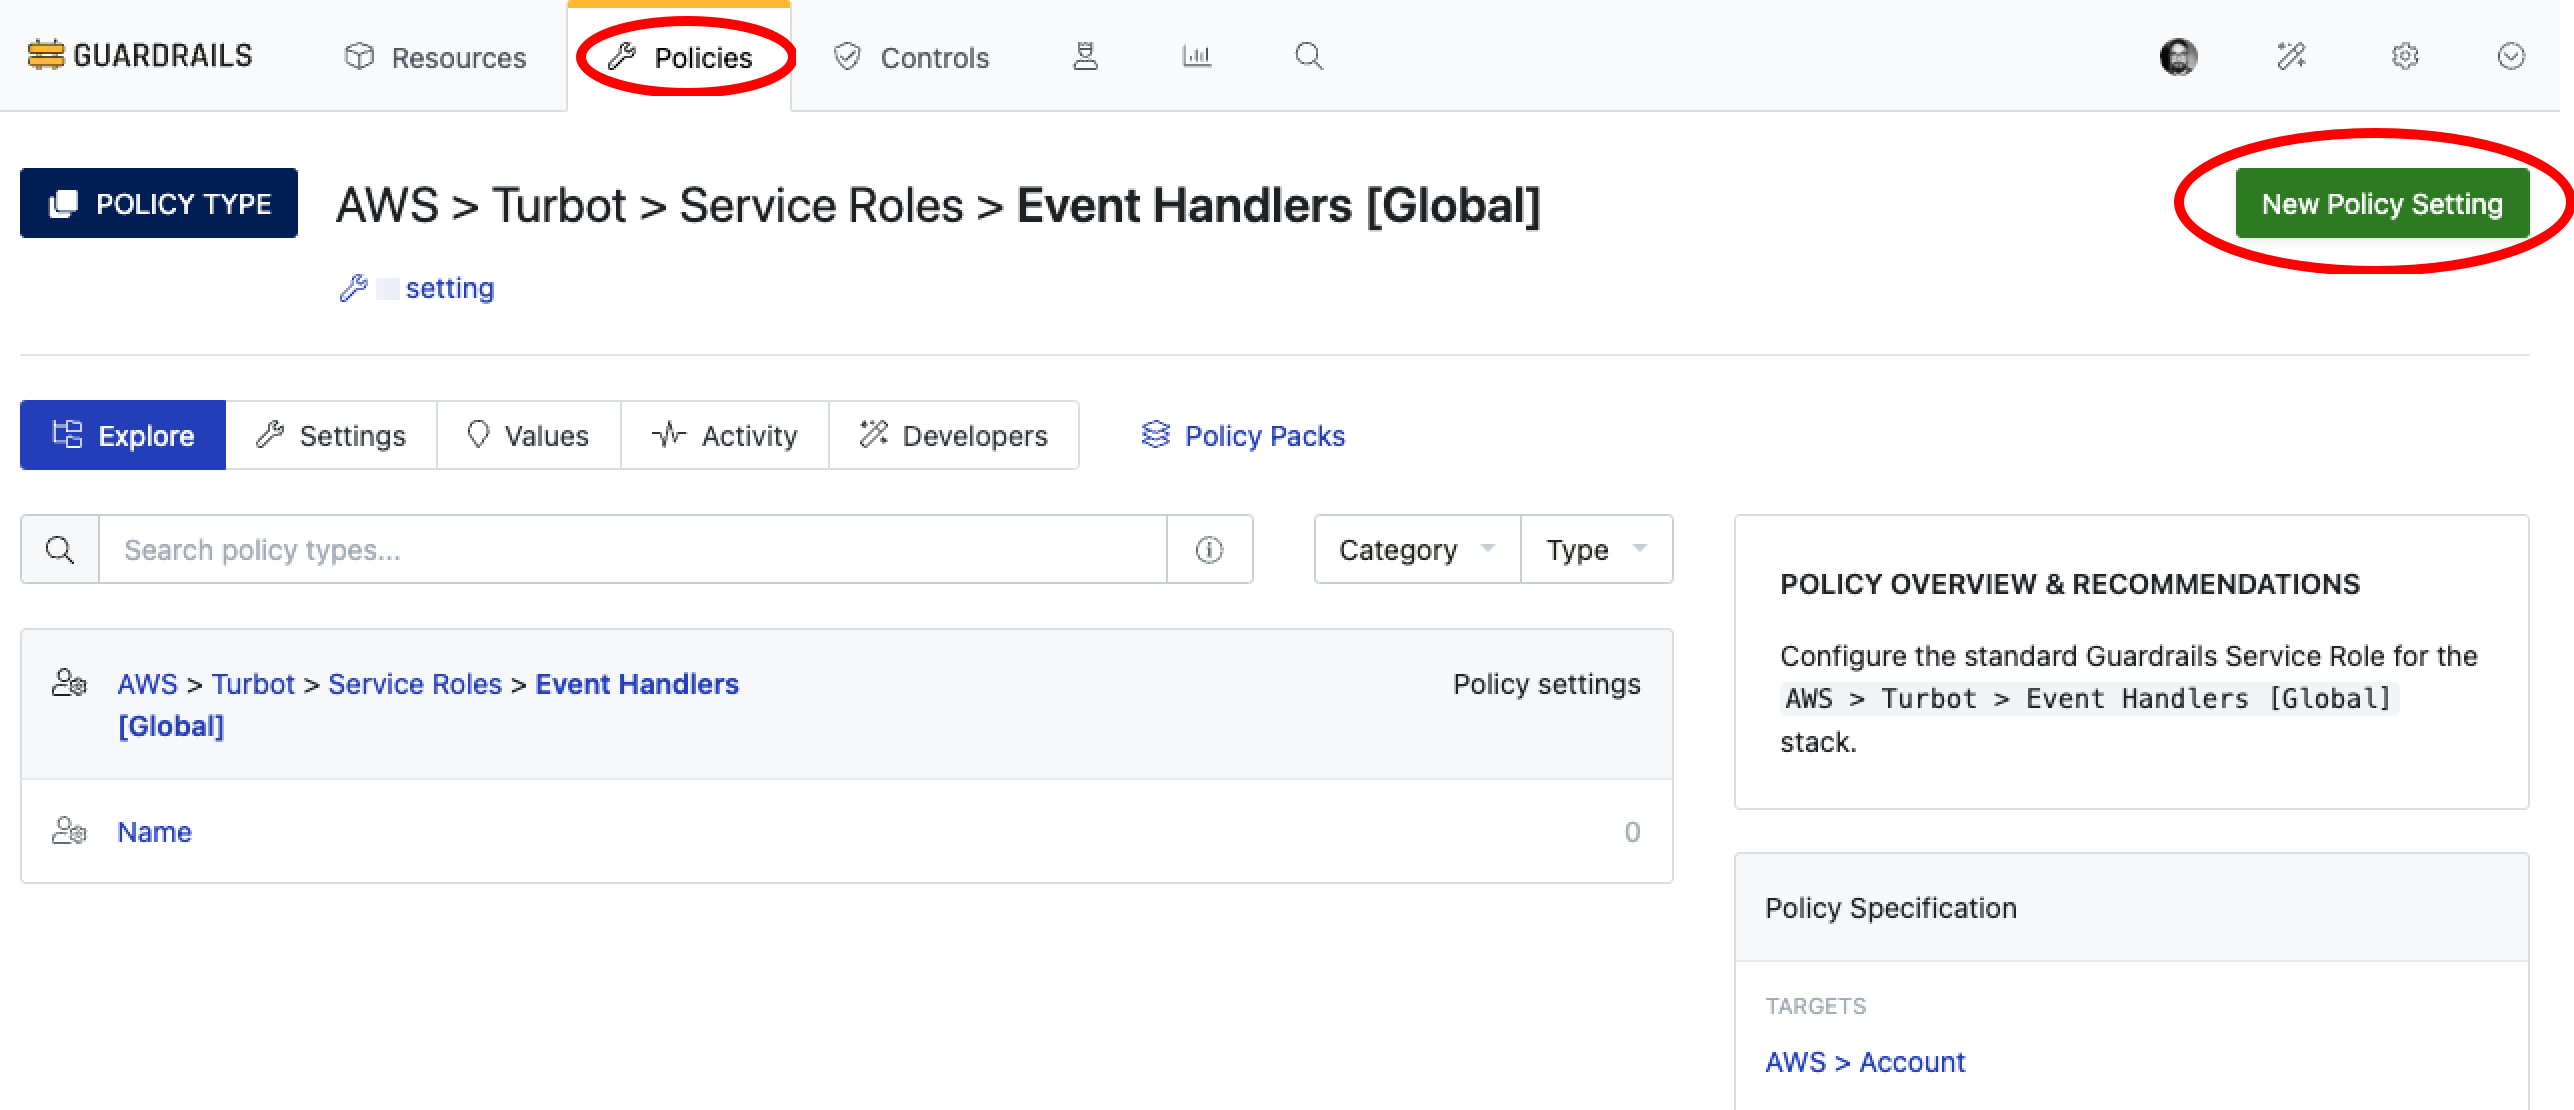 GUARDRAILS
Resources
Policies
Controls
POLICY TYPE
AWS > Turbot > Service Roles > Event Handlers [Global]
New Policy Setting
setting
Explore
Settings
Values
Activity
Developers
Policy Packs
Search policy types...
Category
Type
AWS > Turbot > Service Roles > Event Handlers
[Global]
Policy settings
Name
0
POLICY OVERVIEW & RECOMMENDATIONS
Configure the standard Guardrails Service Role for the
AWS > Turbot > Event Handlers [Global]
stack.
Policy Specification
TARGETS
AWS > Account